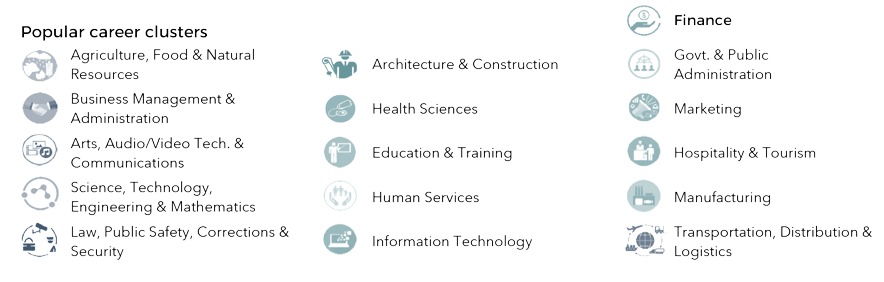 Popular career clusters
Agriculture, Food & Natural
Resources
Business Management &
Administration
Arts, Audio/Video Tech. &
Communications
Science, Technology,
Engineering & Mathematics
Law, Public Safety, Corrections &
Security
Architecture & Construction
Health Sciences
Education & Training
Human Services
Information Technology
Finance
Govt. & Public
Administration
Marketing
Hospitality & Tourism
Manufacturing
Transportation, Distribution &
Logistics